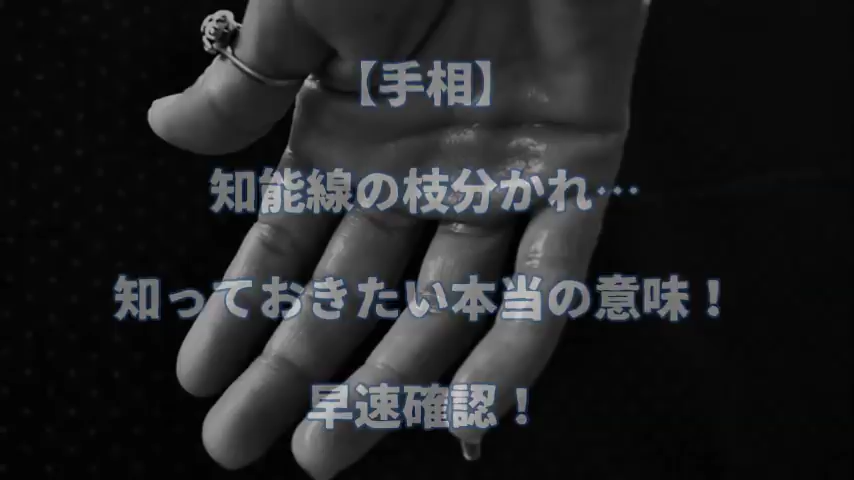 【手相】
知能線の枝分かれ…
知っておきたい本当の意味！
早速確認！